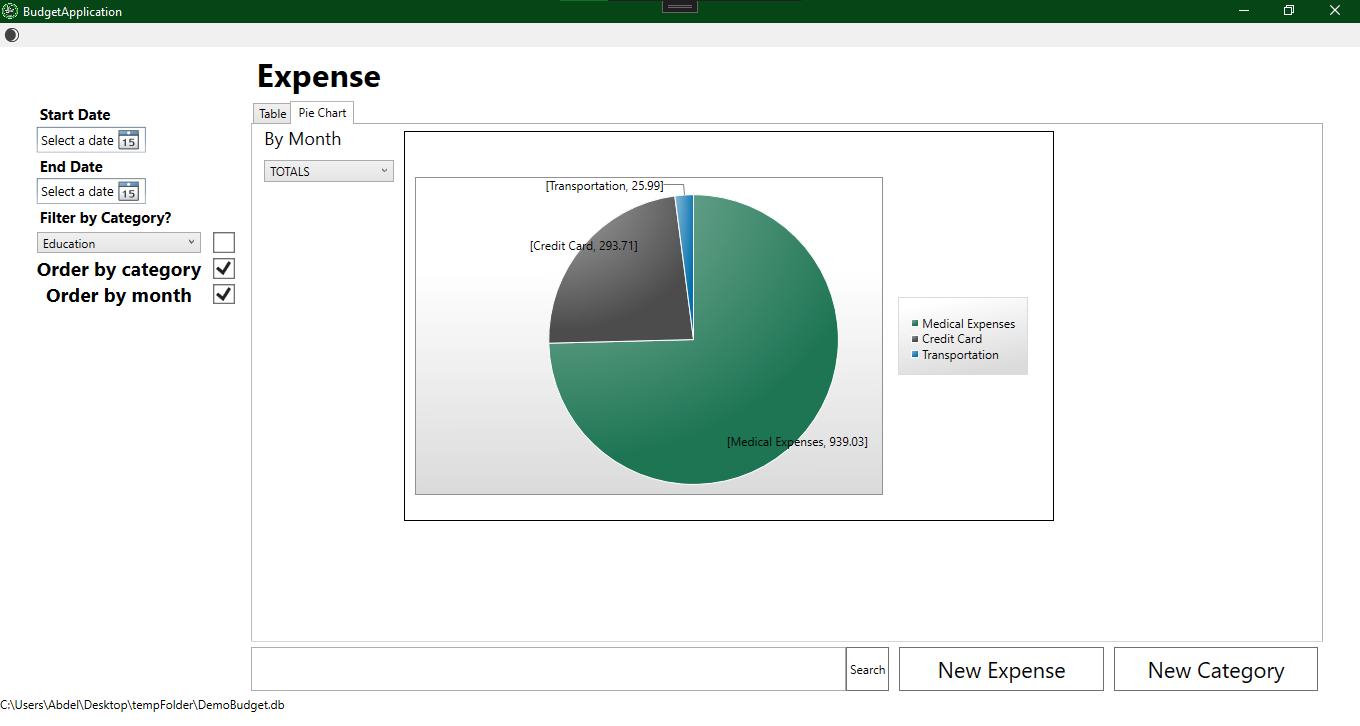 BudgetApplication
Expense
Start Date
Select a date 15
End Date
Select a date 15
Filter by Category?
Education
Order by category
Order by month
Table
Pie Chart
By Month
TOTALS
[Transportation, 25.99]
[Credit Card, 293.71]
[Medical Expenses, 939.03]
Medical Expenses
Credit Card
Transportation
Search
New Expense
New Category
C:\Users\Abdel\Desktop\tempFolder\DemoBudget.db